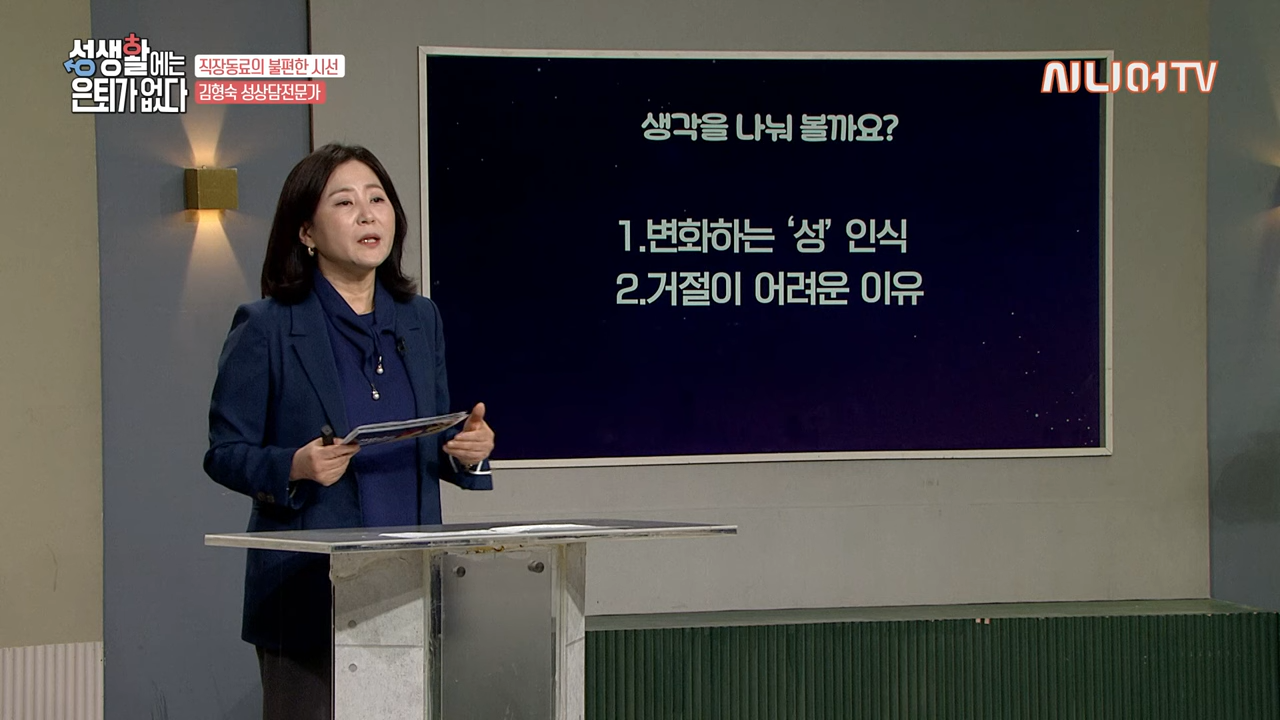 성생활에는
은퇴가 없다
직장동료의 불편한 시선
김형숙 성상담전문가
시니어TV
생각을 나눠 볼까요?
1.변화하는 ‘성’ 인식
2.거절이 어려운 이유